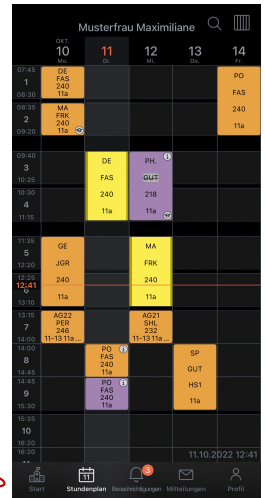 Musterfrau Maximiliane
OKT.
10 11 12 13 14
Mo. Di. Mi. Do. Fr.
07:45
1
08:30
DE
FAS
240
11a
PO
FAS
240
11a
08:35
2
09:20
MA
FRK
240
11a
09:40
3
10:25
DE
FAS
240
11a
PH.
GUT
218
11a
10:30
4
11:15
11:35
5
12:20
GE
JGR
240
11a
MA
FRK
240
11a
12:25
12:41
13:10
13:15
7
14:00
AG22
PER
246
11-13 11a ...
AG21
SHL
232
11-13 11a ...
14:00
8
14:45
PO
FAS
240
11a
SP
GUT
HS1
11a
14:45
9
15:30
PO
FAS
240
11a
15:35
10
16:20
16:20
11.10.2022 12:41
3
Start Stundenplan Benachrichtigungen Mitteilungen Profil